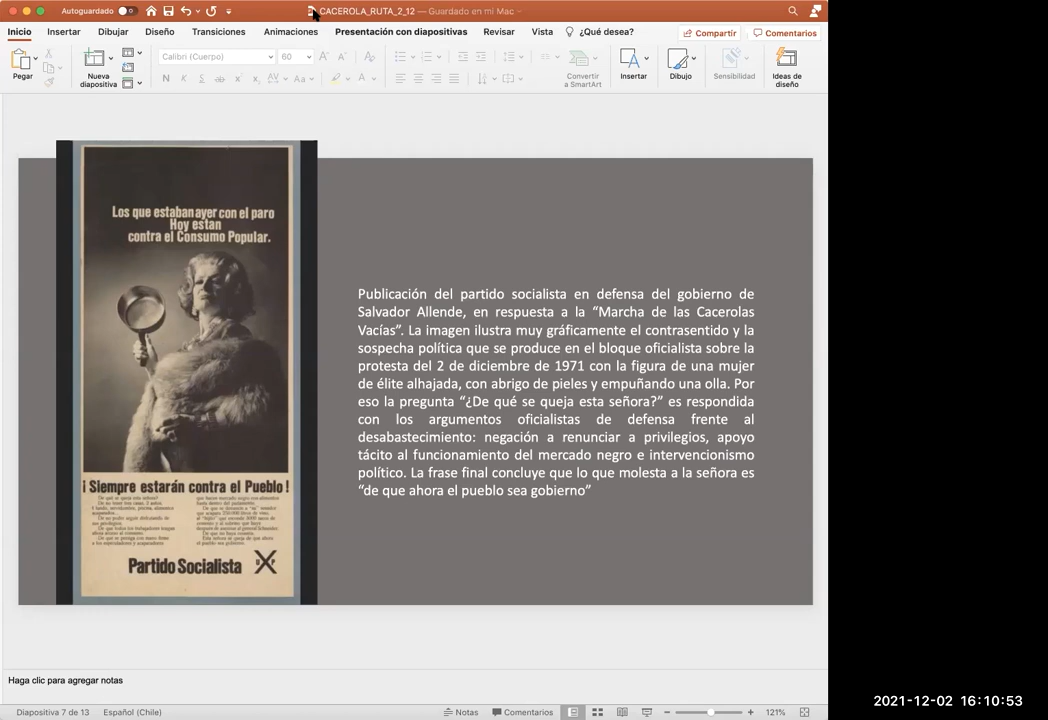 Autoguardado
CACEROLA_RUTA_2_12 — Guardado en mi Mac
Inicio Insertar Dibujar Diseño Transiciones Animaciones Presentación con diapositivas Revisar Vista ¿Qué desea? Compartir Comentarios
Pegar
Nueva diapositiva
Calibri (Cuerpo) 60
Convertir a SmartArt
Insertar
Dibujo
Sensibilidad
Ideas de diseño
Los que estaban ayer con el paro
Hoy estan
contra el Consumo Popular.
¡Siempre estarán contra el Pueblo!
Partido Socialista
UP
Publicación del partido socialista en defensa del gobierno de
Salvador Allende, en respuesta a la “Marcha de las Cacerolas
Vacías”. La imagen ilustra muy gráficamente el contrasentido y la
sospecha política que se produce en el bloque oficialista sobre la
protesta del 2 de diciembre de 1971 con la figura de una mujer
de élite alhajada, con abrigo de pieles y empuñando una olla. Por
eso la pregunta “¿De qué se queja esta señora?” es respondida
con los argumentos oficialistas de defensa frente al
desabastecimiento: negación a renunciar a privilegios, apoyo
tácito al funcionamiento del mercado negro e intervencionismo
político. La frase final concluye que lo que molesta a la señora es
“de que ahora el pueblo sea gobierno”
Haga clic para agregar notas
Diapositiva 7 de 13 Español (Chile) Notas Comentarios 121%
2021-12-02 16:10:53